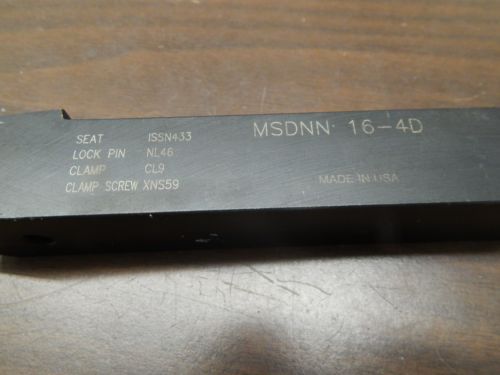 SEAT ISSN433
LOCK PIN NL46
CLAMP CL9
CLAMP SCREW XNS59
MSDNN 16-4D
MADE IN USA